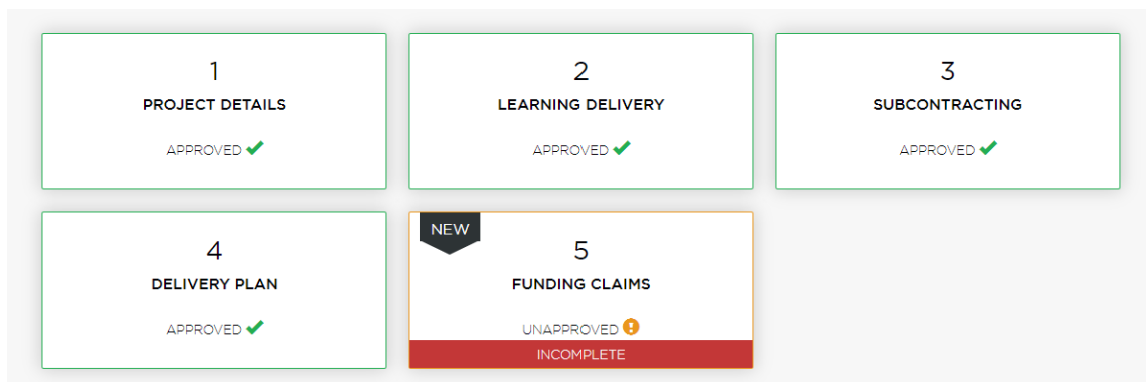 1
PROJECT DETAILS
APPROVED
2
LEARNING DELIVERY
APPROVED
3
SUBCONTRACTING
APPROVED
4
DELIVERY PLAN
APPROVED
NEW
5
FUNDING CLAIMS
UNAPPROVED
INCOMPLETE